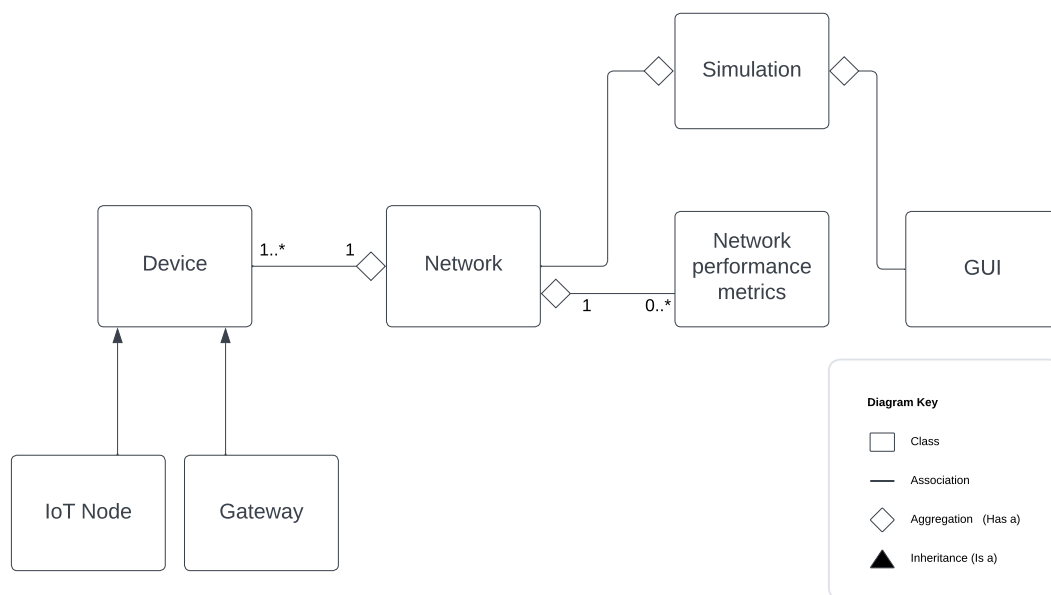 Simulation
Device
1..*
1
Network
Network
performance
metrics
1
0..*
GUI
IoT Node
Gateway
Diagram Key
Class
Association
Aggregation (Has a)
Inheritance (Is a)